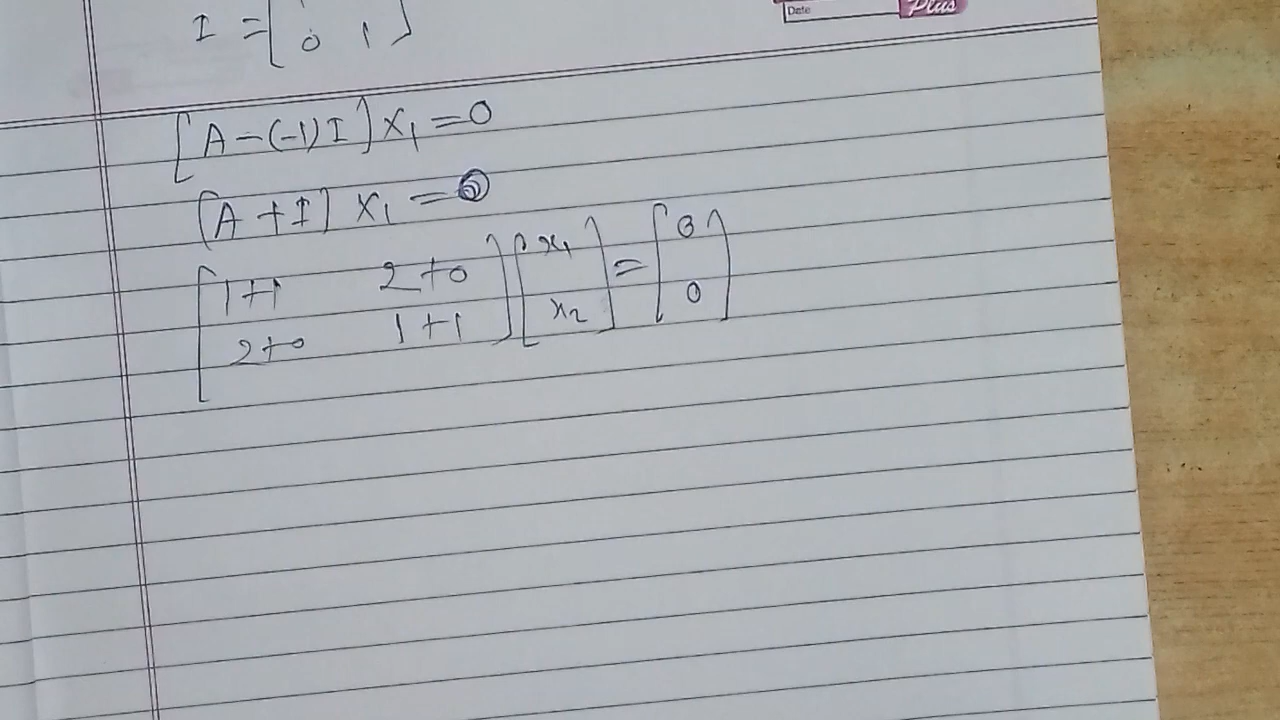 Date
Plus
I = [ 0 1 ]
[A-(-1)I] X₁ = 0
[A+I] X₁ = 0
[1+1 2+0] [x₁] = [0]
[2+0 1+1] [x₂] [0]